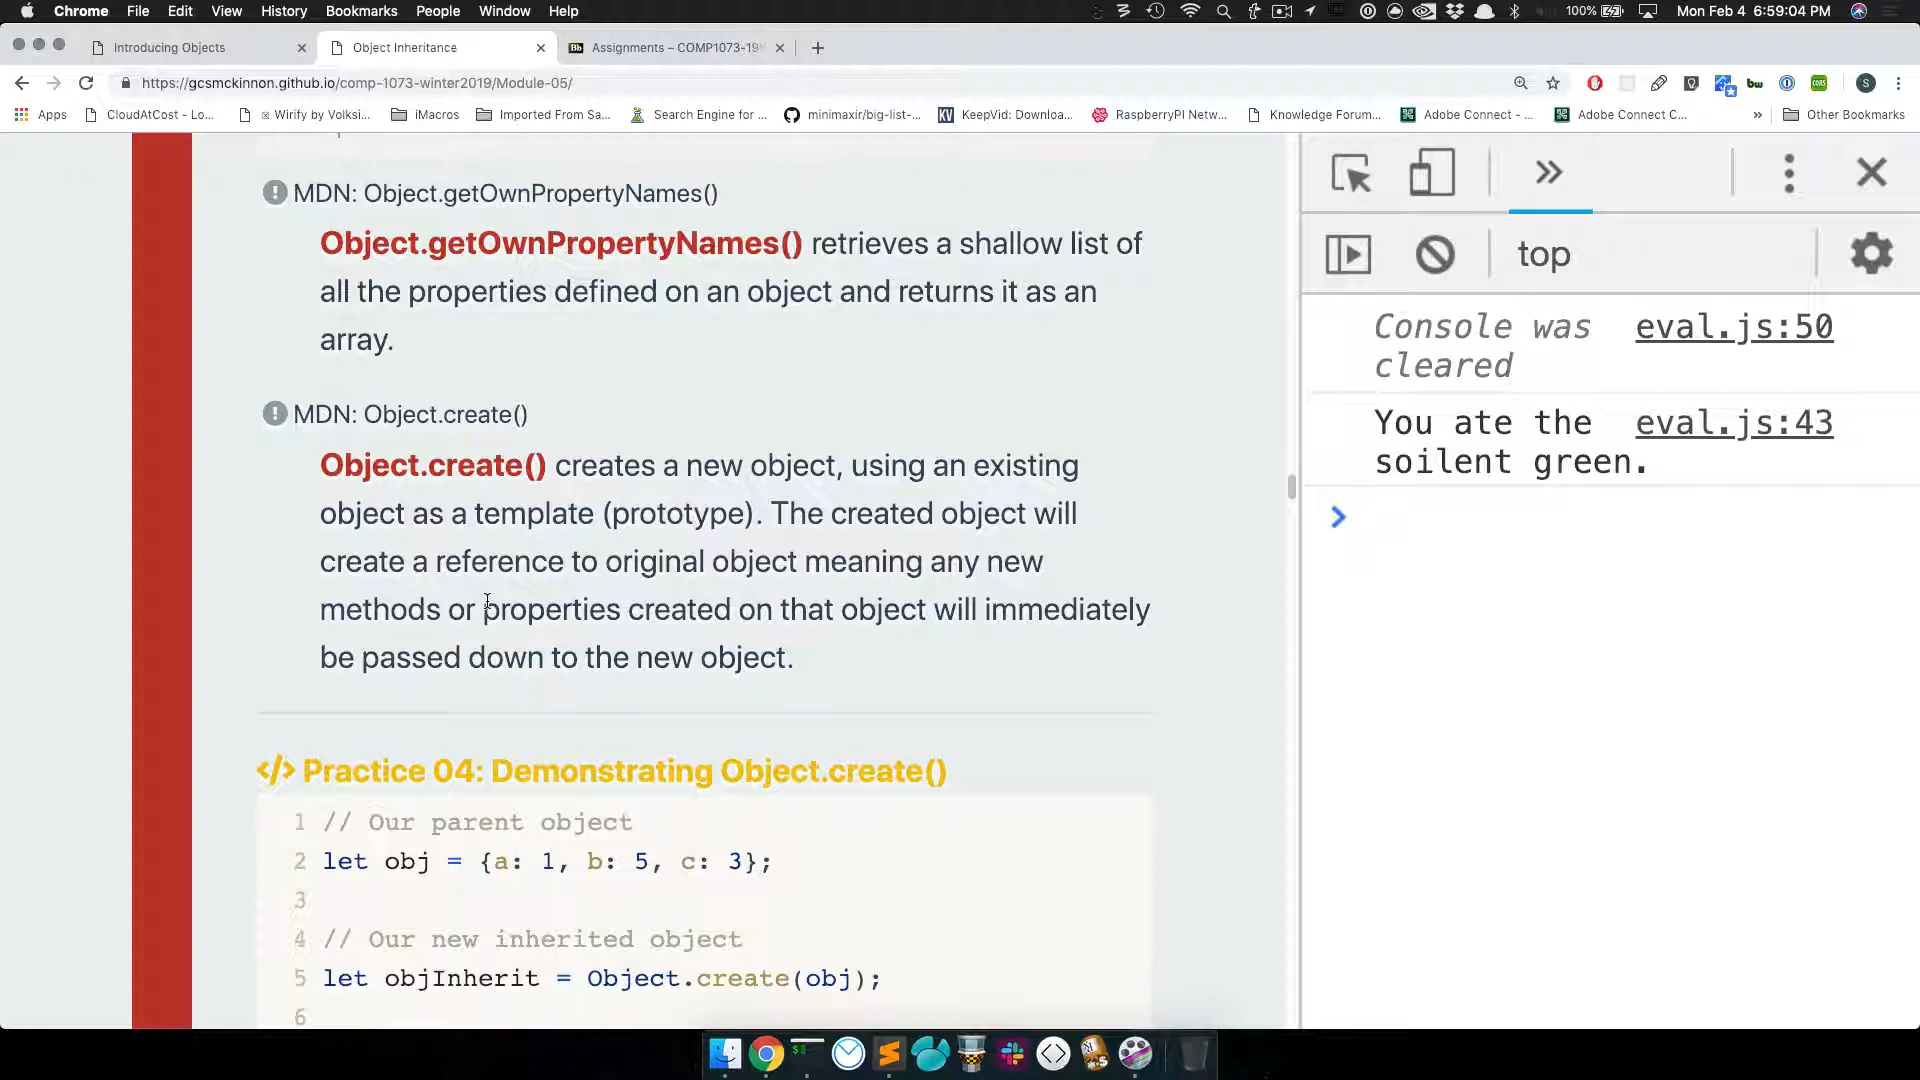 Chrome File Edit View History Bookmarks People Window Help
100% Mon Feb 4 6:59:04 PM
Introducing Objects
Object Inheritance
Bb Assignments – COMP1073-19W
https://gcsmckinnon.github.io/comp-1073-winter2019/Module-05/
Apps CloudAtCost - Lo... Wirify by Volksi... iMacros Imported From Sa... Search Engine for ... minimaxir/big-list-... KV KeepVid: Downloa... RaspberryPI Netw... Knowledge Forum... Adobe Connect - ... Adobe Connect C... » Other Bookmarks
MDN: Object.getOwnPropertyNames()
Object.getOwnPropertyNames() retrieves a shallow list of
all the properties defined on an object and returns it as an
array.
MDN: Object.create()
Object.create() creates a new object, using an existing
object as a template (prototype). The created object will
create a reference to original object meaning any new
methods or properties created on that object will immediately
be passed down to the new object.
</> Practice 04: Demonstrating Object.create()
1 // Our parent object
2 let obj = {a: 1, b: 5, c: 3};
3
4 // Our new inherited object
5 let objInherit = Object.create(obj);
6
top
Console was cleared eval.js:50
You ate the soilent green. eval.js:43